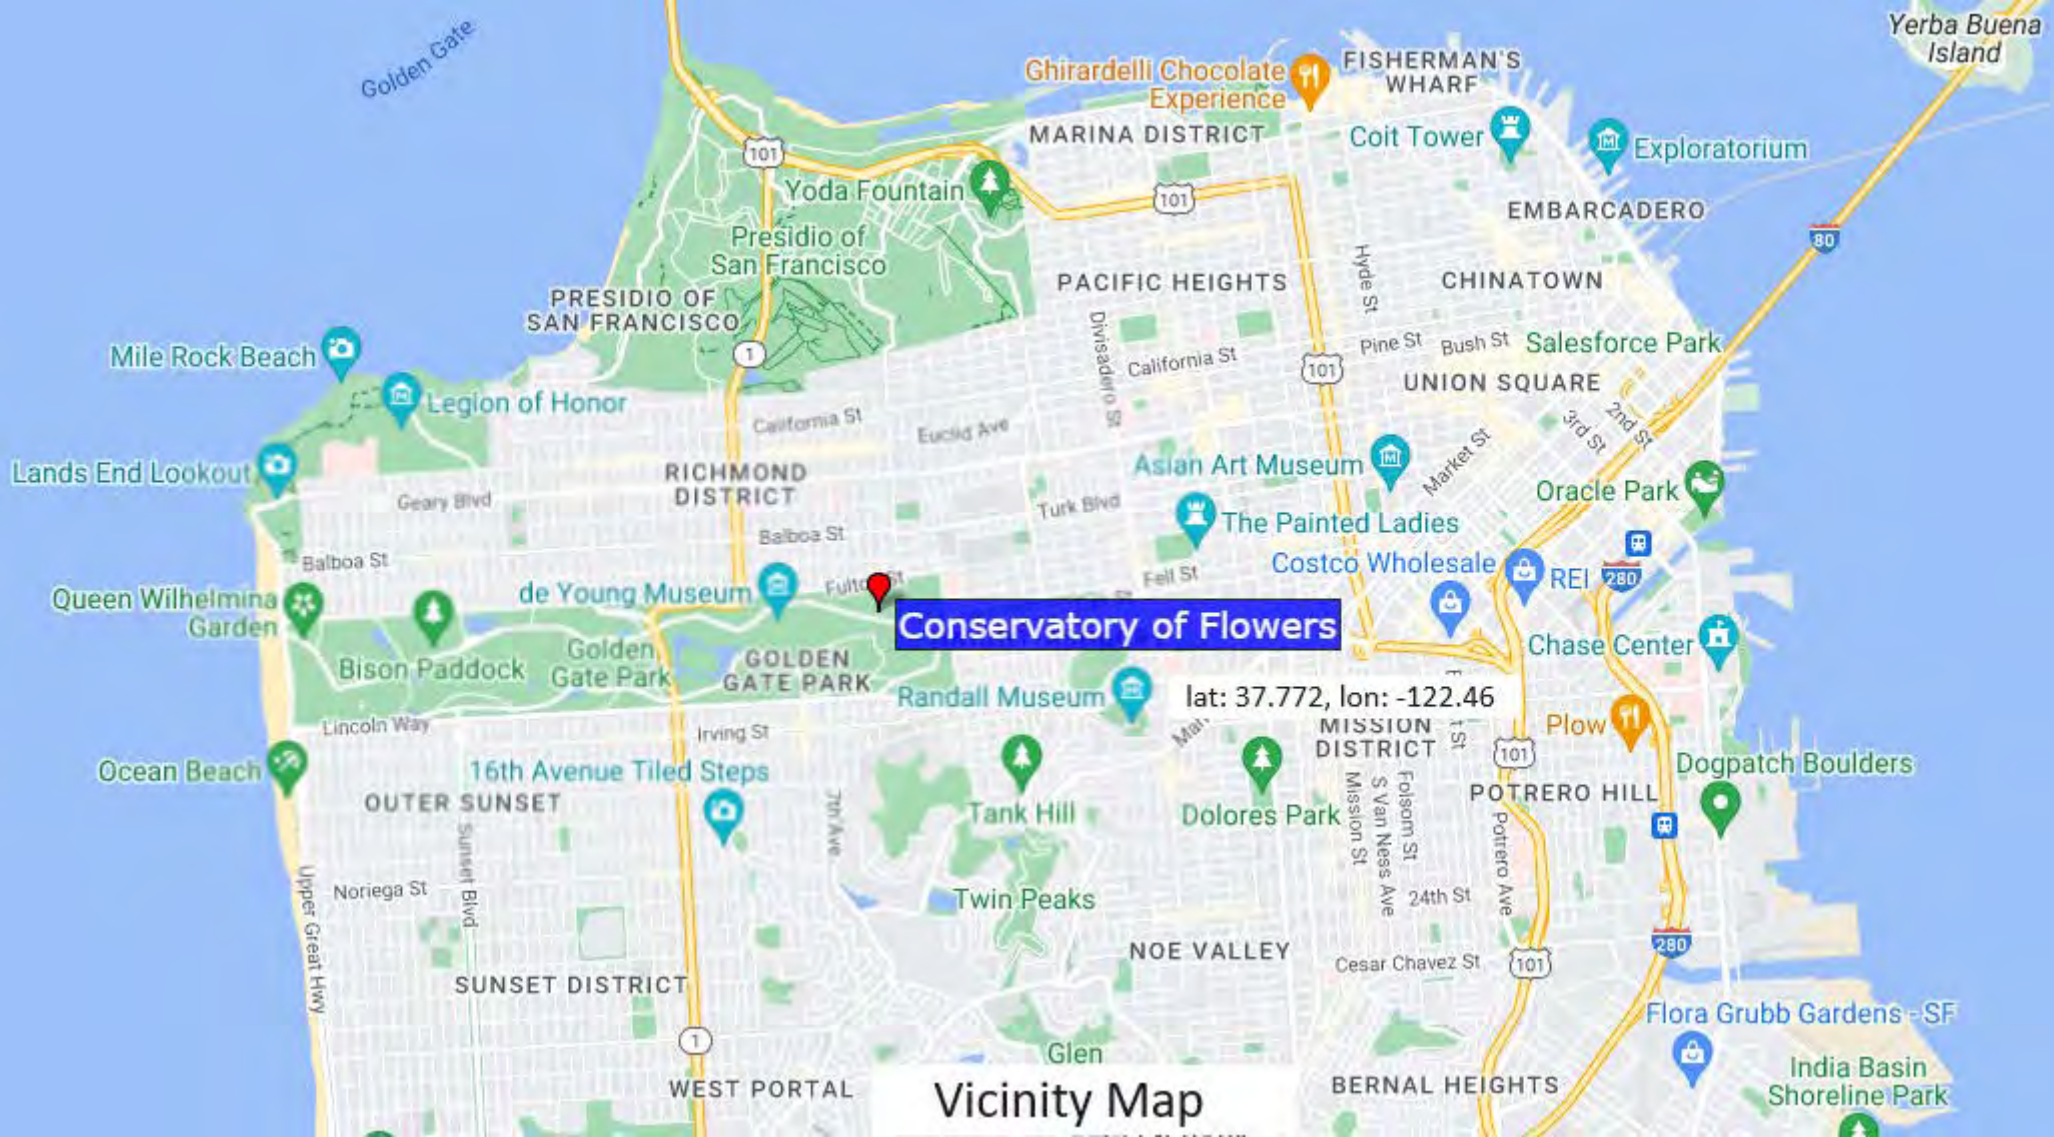 Golden Gate
Yerba Buena
Island
Ghirardelli Chocolate
Experience
FISHERMAN'S
WHARF
MARINA DISTRICT
Coit Tower
Exploratorium
101
Yoda Fountain
101
EMBARCADERO
80
Presidio of
San Francisco
PACIFIC HEIGHTS
Hyde St
CHINATOWN
PRESIDIO OF
SAN FRANCISCO
Divisadero St
Mile Rock Beach
1
California St
101
Pine St
Bush St
Salesforce Park
UNION SQUARE
Legion of Honor
California St
Euclid Ave
3rd St
2nd St
Lands End Lookout
RICHMOND
DISTRICT
Asian Art Museum
Market St
Geary Blvd
Turk Blvd
Oracle Park
Balboa St
The Painted Ladies
Balboa St
Costco Wholesale
REI
280
Queen Wilhelmina
Garden
de Young Museum
Fell St
Conservatory of Flowers
Bison Paddock
Golden
Gate Park
GOLDEN
GATE PARK
Chase Center
Randall Museum
lat: 37.772, lon: -122.46
Lincoln Way
Irving St
MISSION
DISTRICT
101
Plow
Ocean Beach
16th Avenue Tiled Steps
Dogpatch Boulders
OUTER SUNSET
7th Ave
Tank Hill
Dolores Park
Mission St
S Van Ness Ave
Folsom St
POTRERO HILL
Sunset Blvd
Potrero Ave
Upper Great Hwy
Noriega St
Twin Peaks
24th St
NOE VALLEY
Cesar Chavez St
101
280
SUNSET DISTRICT
Flora Grubb Gardens - SF
1
Glen
India Basin
Shoreline Park
WEST PORTAL
Vicinity Map
BERNAL HEIGHTS